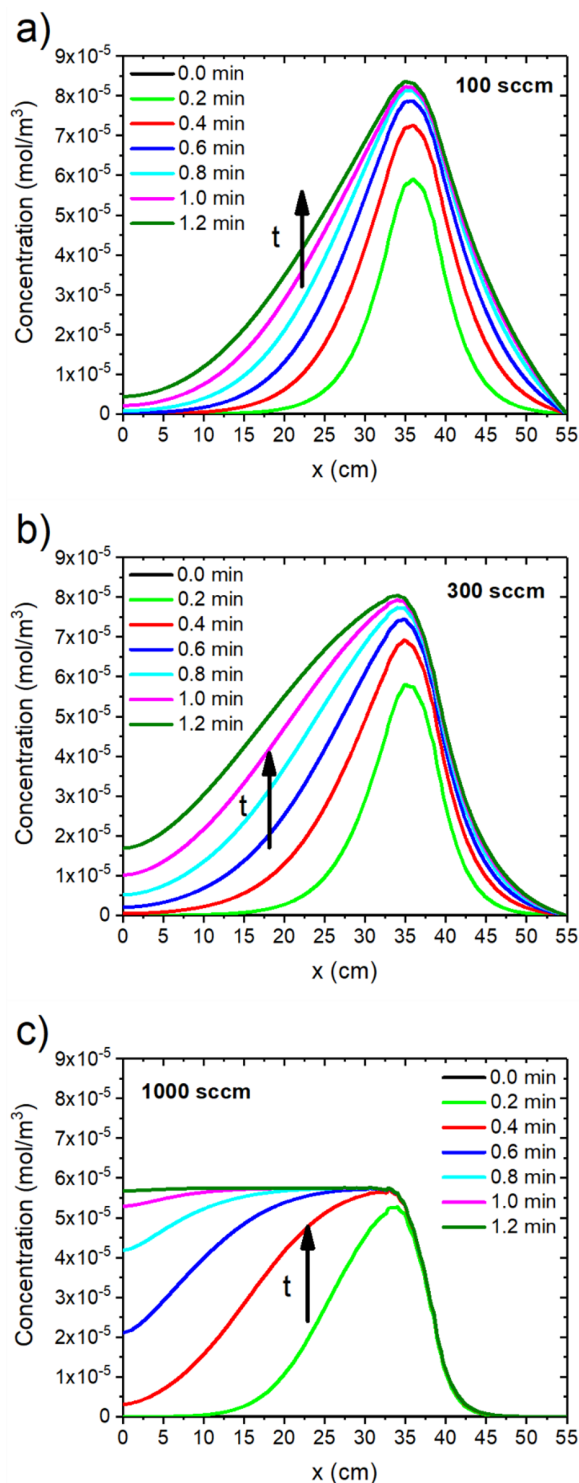 a)
9x10⁻⁵
8x10⁻⁵
7x10⁻⁵
6x10⁻⁵
5x10⁻⁵
4x10⁻⁵
3x10⁻⁵
2x10⁻⁵
1x10⁻⁵
0
Concentration (mol/m³)
0.0 min
0.2 min
0.4 min
0.6 min
0.8 min
1.0 min
1.2 min
100 sccm
t
0 5 10 15 20 25 30 35 40 45 50 55
x (cm)
b)
9x10⁻⁵
8x10⁻⁵
7x10⁻⁵
6x10⁻⁵
5x10⁻⁵
4x10⁻⁵
3x10⁻⁵
2x10⁻⁵
1x10⁻⁵
0
Concentration (mol/m³)
0.0 min
0.2 min
0.4 min
0.6 min
0.8 min
1.0 min
1.2 min
300 sccm
t
0 5 10 15 20 25 30 35 40 45 50 55
x (cm)
c)
9x10⁻⁵
8x10⁻⁵
7x10⁻⁵
6x10⁻⁵
5x10⁻⁵
4x10⁻⁵
3x10⁻⁵
2x10⁻⁵
1x10⁻⁵
0
Concentration (mol/m³)
1000 sccm
0.0 min
0.2 min
0.4 min
0.6 min
0.8 min
1.0 min
1.2 min
t
0 5 10 15 20 25 30 35 40 45 50 55
x (cm)